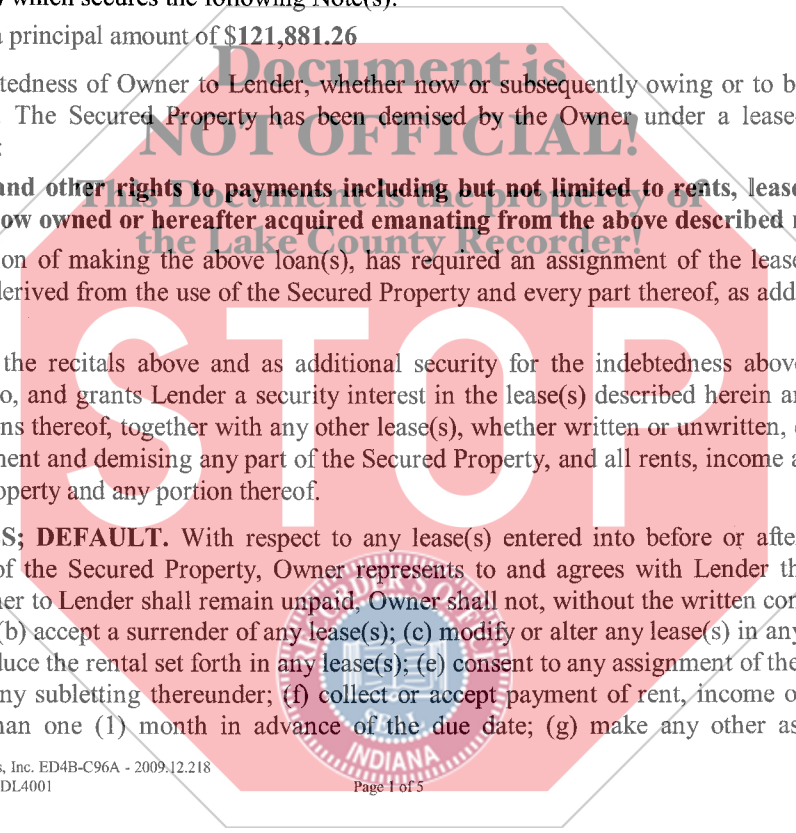 which secures the following Note(s).
a principal amount of $121,881.26
Document is
tedness of Owner to Lender, whether now or subsequently owing or to b
. The Secured Property has been demised by the Owner under a lease
NOT OFFICIAL!
:
and other rights to payments including but not limited to rents, lease
This Document is the property of
ow owned or hereafter acquired emanating from the above described
the Lake County Recorder!
on of making the above loan(s), has required an assignment of the lease
derived from the use of the Secured Property and every part thereof, as add
STOP
the recitals above and as additional security for the indebtedness above
o, and grants Lender a security interest in the lease(s) described herein a
ns thereof, together with any other lease(s), whether written or unwritten,
ment and demising any part of the Secured Property, and all rents, income a
operty and any portion thereof.
S; DEFAULT. With respect to any lease(s) entered into before or afte
of the Secured Property, Owner represents to and agrees with Lender th
er to Lender shall remain unpaid, Owner shall not, without the written con
(b) accept a surrender of any lease(s); (c) modify or alter any lease(s) in any
duce the rental set forth in any lease(s); (e) consent to any assignment of the
ny subletting thereunder; (f) collect or accept payment of rent, income o
han one (1) month in advance of the due date; (g) make any other as
RECORDER'S OFFICE
SEAL
INDIANA
s, Inc. ED4B-C96A - 2009.12.218
DL4001
Page 1 of 5